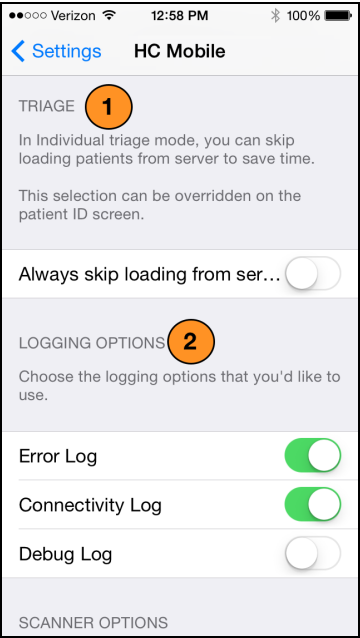 Verizon 12:58 PM 100%
Settings HC Mobile
TRIAGE 1
In Individual triage mode, you can skip
loading patients from server to save time.
This selection can be overridden on the
patient ID screen.
Always skip loading from ser...
LOGGING OPTIONS 2
Choose the logging options that you'd like to
use.
Error Log
Connectivity Log
Debug Log
SCANNER OPTIONS